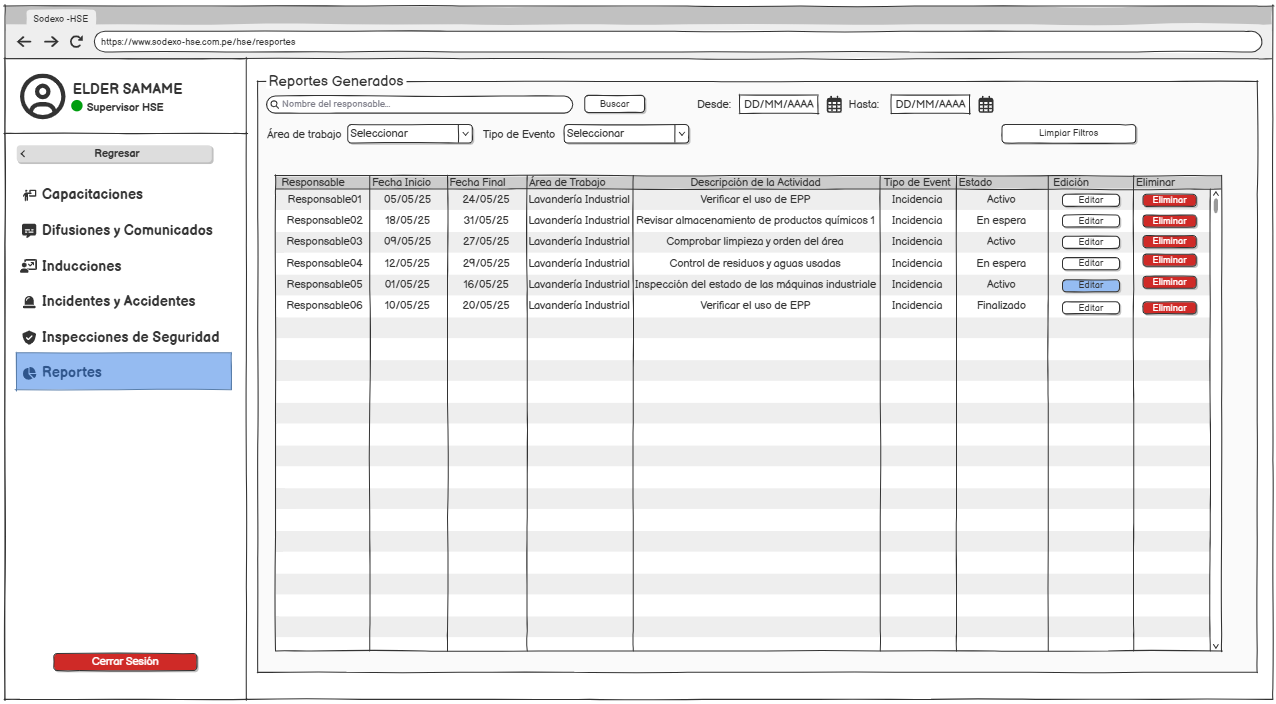 Sodexo -HSE
https://www.sodexo-hse.com.pe/hse/resportes
ELDER SAMAME
Supervisor HSE
Regresar
Capacitaciones
Difusiones y Comunicados
Inducciones
Incidentes y Accidentes
Inspecciones de Seguridad
Reportes
Cerrar Sesión
Reportes Generados
Nombre del responsable... Buscar Desde: DD/MM/AAAA Hasta: DD/MM/AAAA
Área de trabajo Seleccionar Tipo de Evento Seleccionar Limpiar Filtros
Responsable Fecha Inicio Fecha Final Área de Trabajo Descripción de la Actividad Tipo de Event Estado Edición Eliminar
Responsable01 05/05/25 24/05/25 Lavandería Industrial Verificar el uso de EPP Incidencia Activo Editar Eliminar
Responsable02 18/05/25 31/05/25 Lavandería Industrial Revisar almacenamiento de productos químicos 1 Incidencia En espera Editar Eliminar
Responsable03 09/05/25 27/05/25 Lavandería Industrial Comprobar limpieza y orden del área Incidencia Activo Editar Eliminar
Responsable04 12/05/25 29/05/25 Lavandería Industrial Control de residuos y aguas usadas Incidencia En espera Editar Eliminar
Responsable05 01/05/25 16/05/25 Lavandería Industrial Inspección del estado de las máquinas industriale Incidencia Activo Editar Eliminar
Responsable06 10/05/25 20/05/25 Lavandería Industrial Verificar el uso de EPP Incidencia Finalizado Editar Eliminar